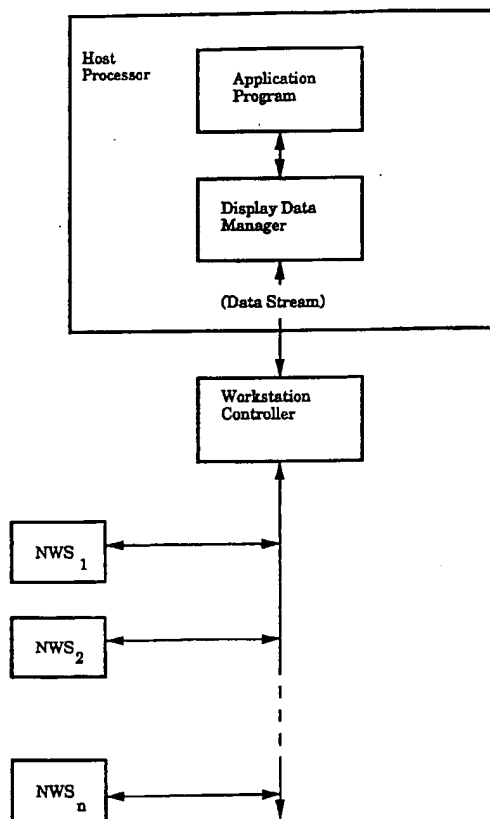 Host
Processor
Application
Program
Display Data
Manager
(Data Stream)
Workstation
Controller
NWS 1
NWS 2
NWS n